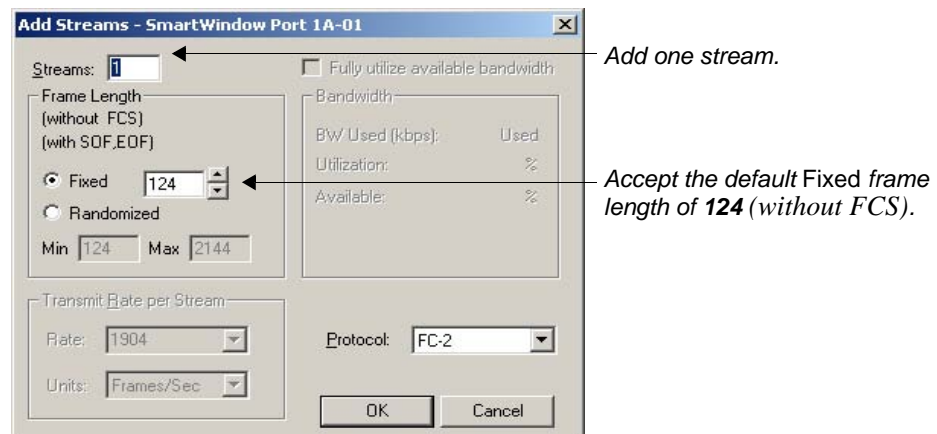 Add Streams - SmartWindow Port 1A-01
Streams: 1
Fully utilize available bandwidth
Add one stream.
Frame Length
(without FCS)
(with SOF,EOF)
Fixed 124
Randomized
Min 124 Max 2144
Bandwidth
BW Used (kbps): Used
Utilization: %
Available: %
Accept the default Fixed frame
length of 124 (without FCS).
Transmit Rate per Stream
Rate: 1904
Units: Frames/Sec
Protocol: FC-2
OK Cancel